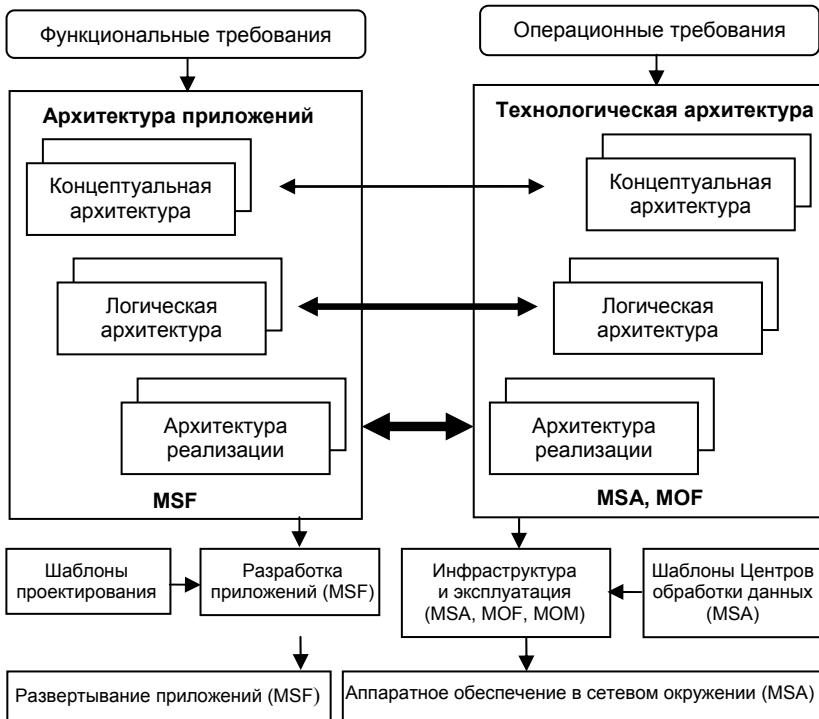 Функциональные требования
Операционные требования
Архитектура приложений
Концептуальная
архитектура
Логическая
архитектура
Архитектура
реализации
MSF
Технологическая архитектура
Концептуальная
архитектура
Логическая
архитектура
Архитектура
реализации
MSA, MOF
Шаблоны
проектирования
Разработка
приложений (MSF)
Инфраструктура
и эксплуатация
(MSA, MOF, MOM)
Шаблоны Центров
обработки данных
(MSA)
Развертывание приложений (MSF)
Аппаратное обеспечение в сетевом окружении (MSA)